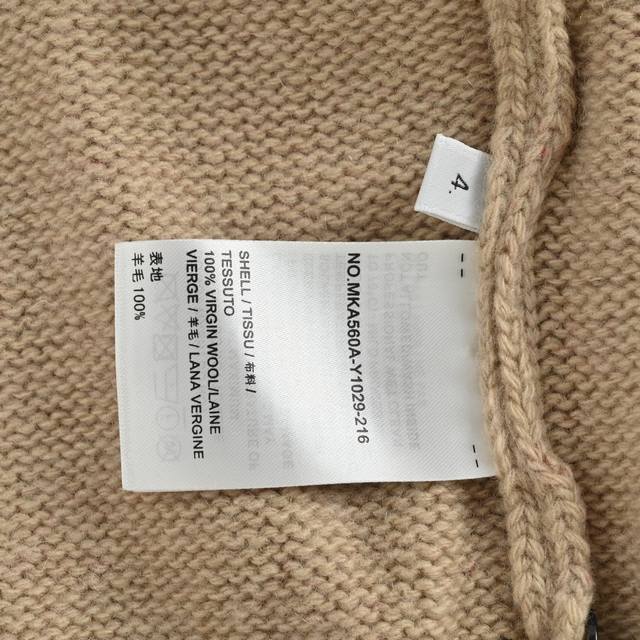 4.
NO.MKA560A-Y1029-216
SHELL / TISSU / 布料 /
TESSUTO
100% VIRGIN WOOL/LAINE
VIERGE / 羊毛 / LANA VERGINE
表地
羊毛 100%